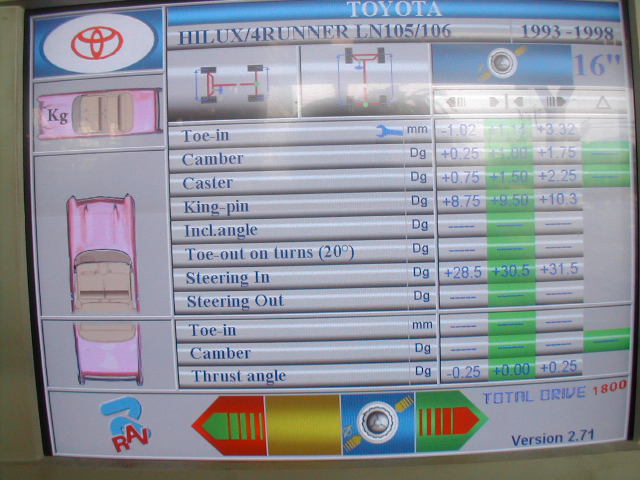 TOYOTA
HILUX/4RUNNER LN105/106 1993 -1998
16"
Kg
Toe-in mm -1.02 +3.32
Camber Dg +0.25 +1.00 +1.75
Caster Dg +0.75 +1.50 +2.25
King-pin Dg +8.75 +9.50 +10.3
Incl.angle Dg ---- ---- ----
Toe-out on turns (20°) Dg ---- ---- ----
Steering In Dg +28.5 +30.5 +31.5
Steering Out Dg ---- ---- ----
Toe-in mm ---- ---- ----
Camber Dg ---- ---- ----
Thrust angle Dg -0.25 +0.00 +0.25
RAV
TOTAL DRIVE 1800
Version 2.71